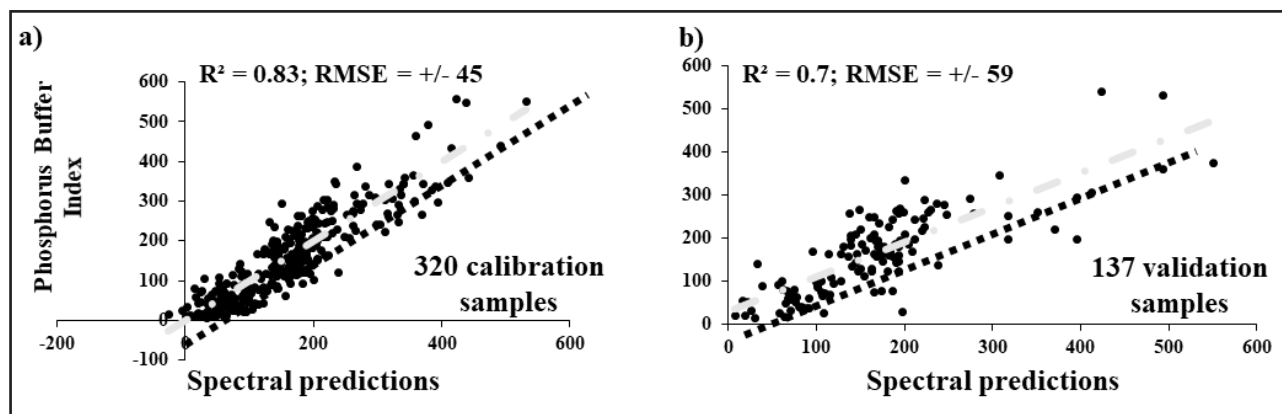 a)
R² = 0.83; RMSE = +/- 45
Phosphorus Buffer
Index
600
500
400
300
200
100
0
-100
-200
0
200
400
600
320 calibration
samples
Spectral predictions
b)
R² = 0.7; RMSE = +/- 59
600
500
400
300
200
100
0
0
100
200
300
400
500
600
137 validation
samples
Spectral predictions